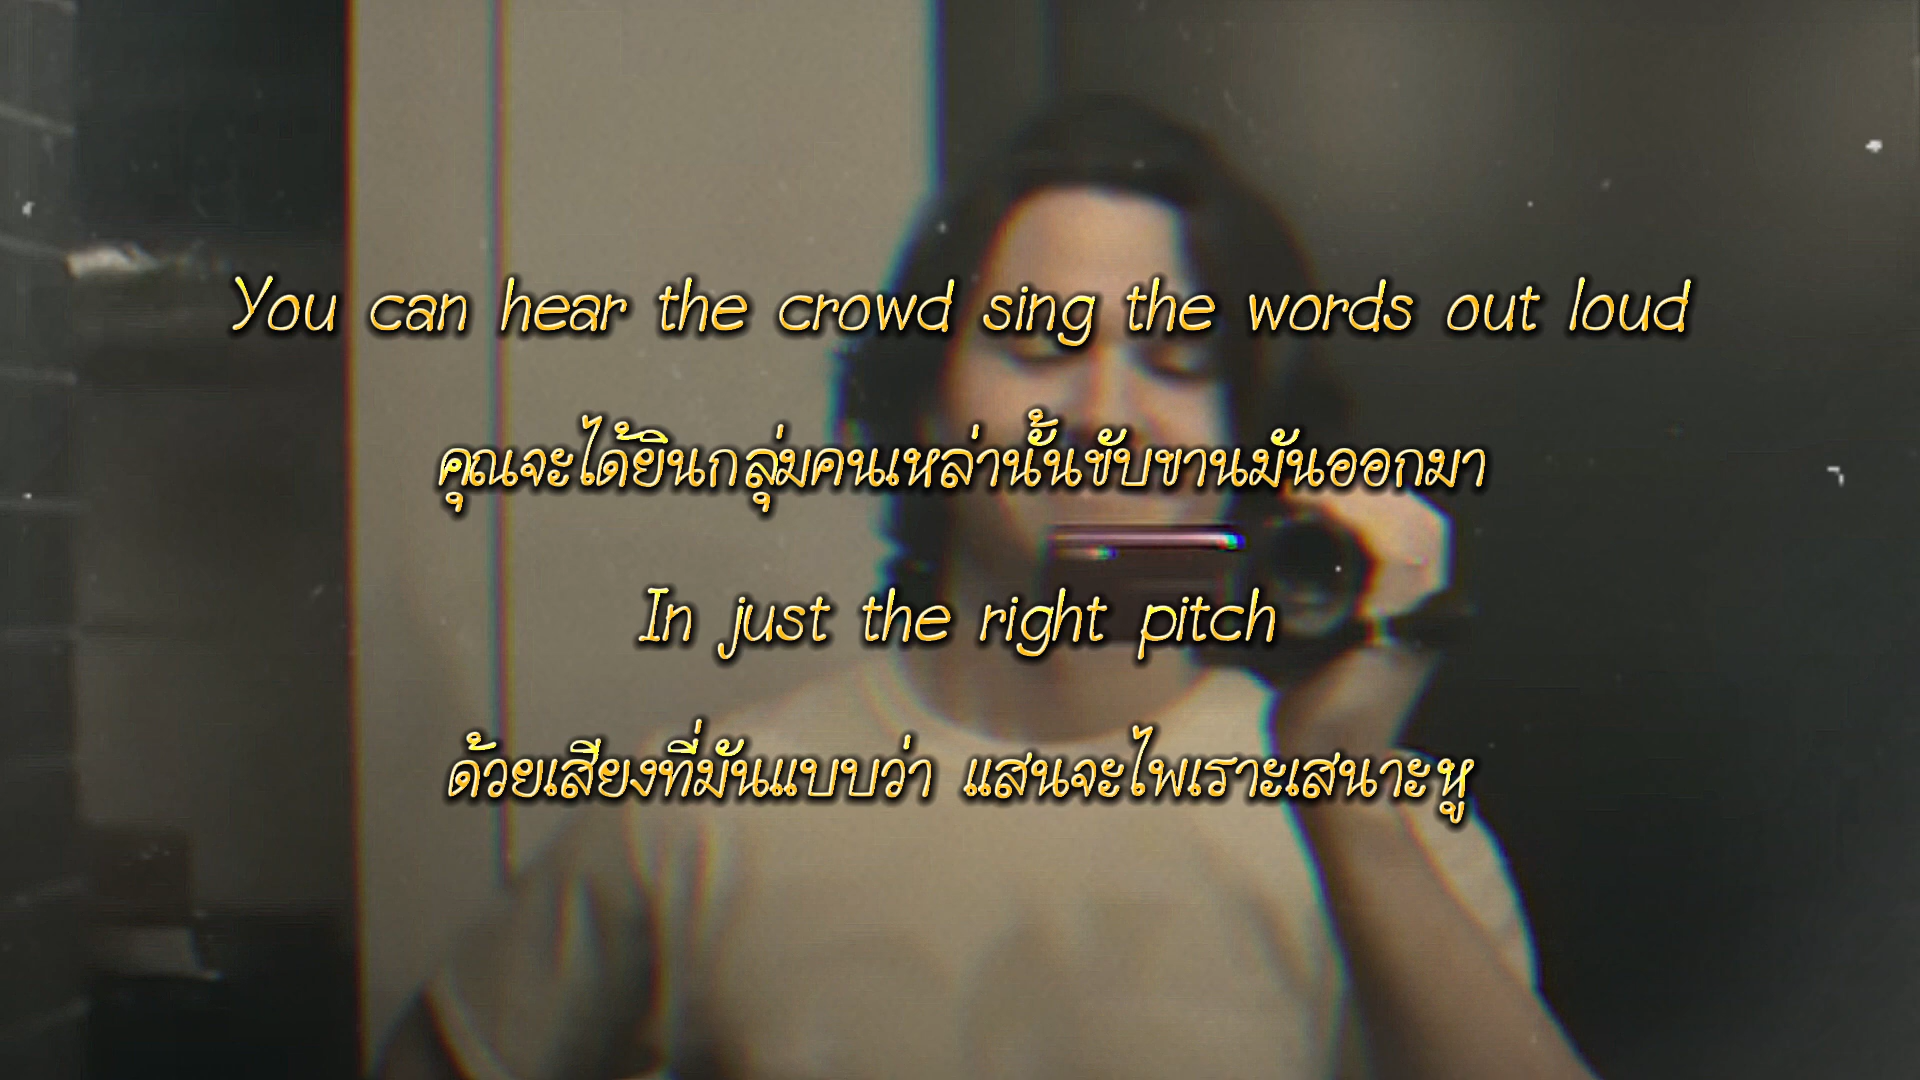 You can hear the crowd sing the words out loud
คุณจะได้ยินกลุ่มคนเหล่านั้นขับขานมันออกมา
In just the right pitch
ด้วยเสียงที่มันแบบว่า แสนจะไพเราะเสนาะหู